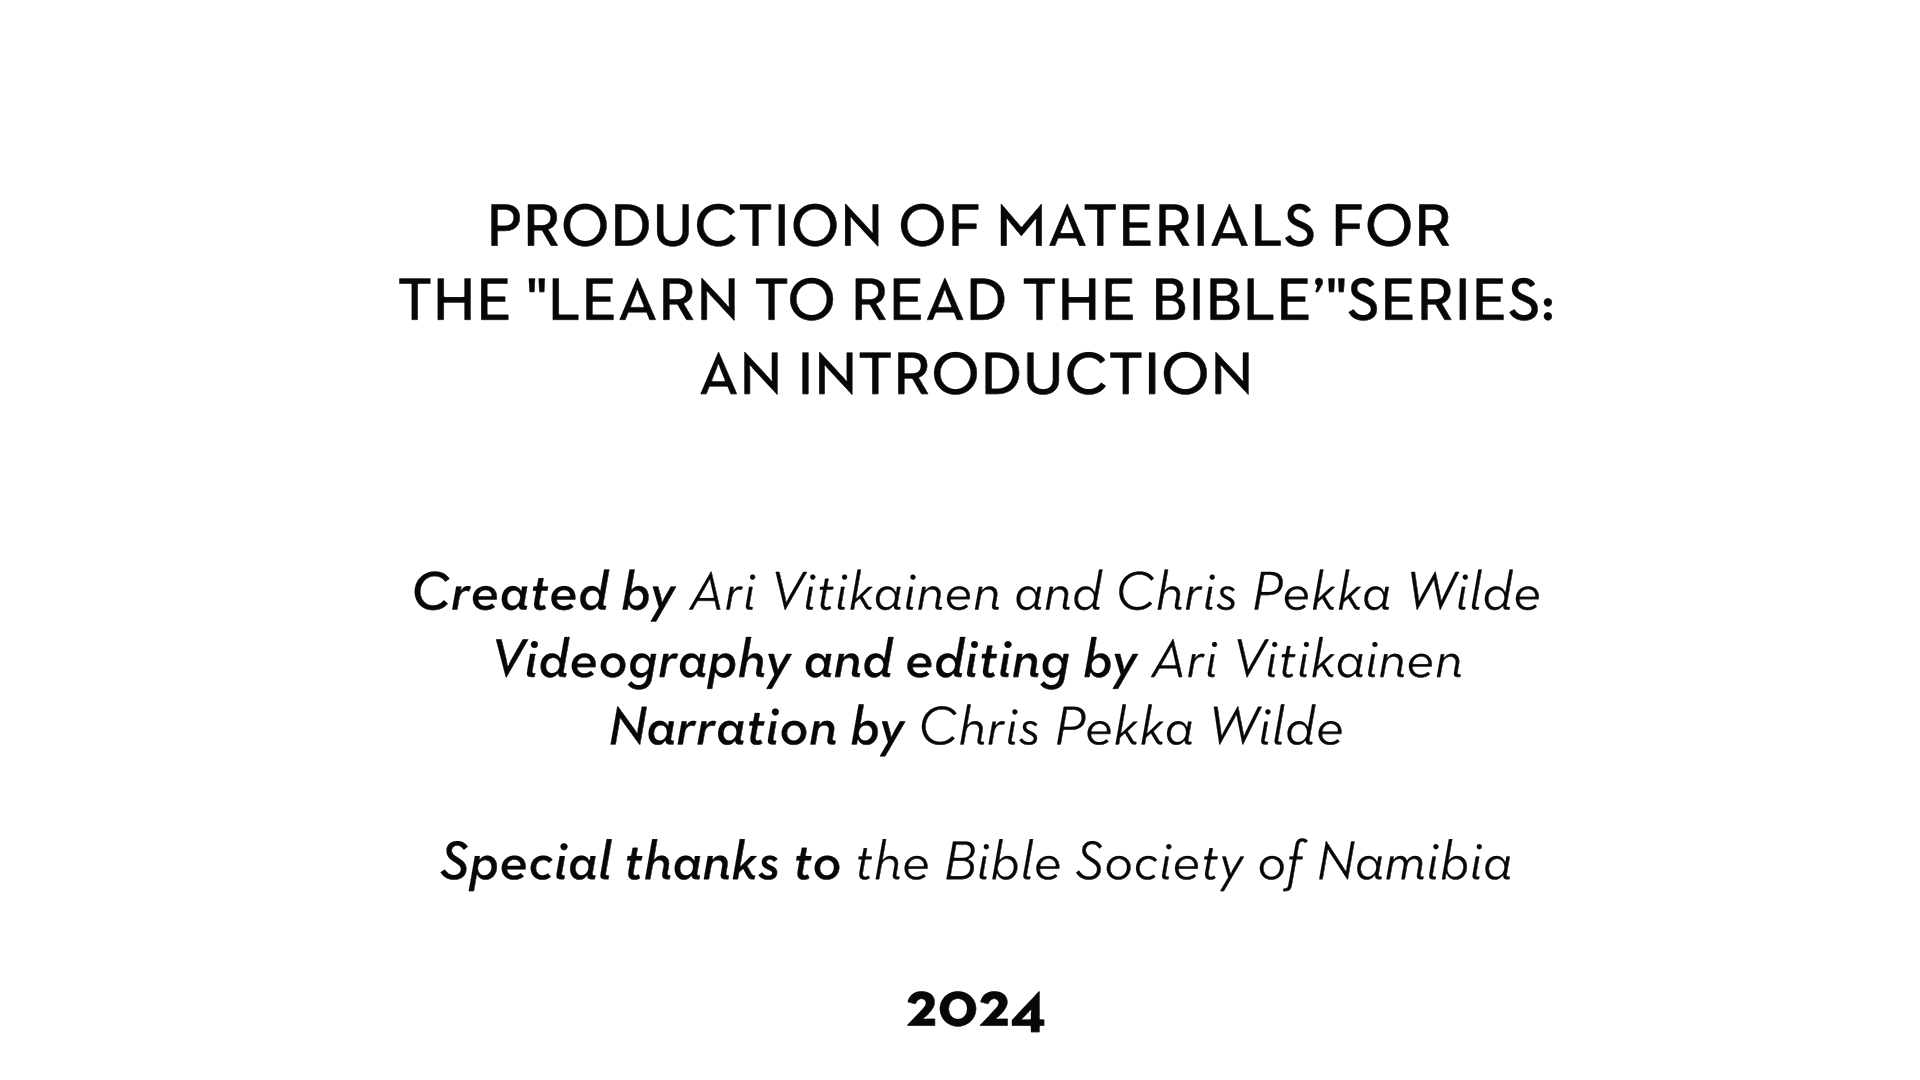 PRODUCTION OF MATERIALS FOR
THE "LEARN TO READ THE BIBLE’"SERIES:
AN INTRODUCTION
Created by Ari Vitikainen and Chris Pekka Wilde
Videography and editing by Ari Vitikainen
Narration by Chris Pekka Wilde
Special thanks to the Bible Society of Namibia
2024